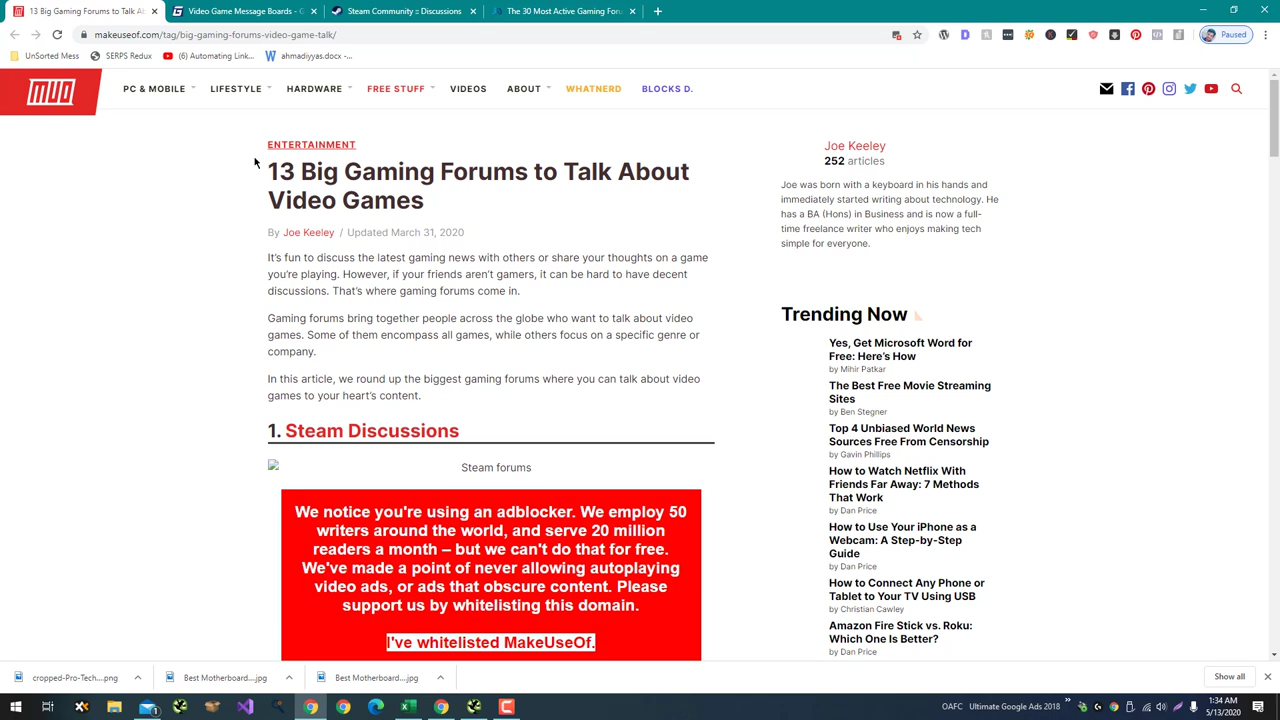 13 Big Gaming Forums to Talk Ab
Video Game Message Boards - G
Steam Community :: Discussions
The 30 Most Active Gaming Foru
makeuseof.com/tag/big-gaming-forums-video-game-talk/
Paused
UnSorted Mess
SERPS Redux
(6) Automating Link...
ahmadiyyas.docx -...
MUO
PC & MOBILE
LIFESTYLE
HARDWARE
FREE STUFF
VIDEOS
ABOUT
WHATNERD
BLOCKS D.
ENTERTAINMENT
13 Big Gaming Forums to Talk About
Video Games
By Joe Keeley / Updated March 31, 2020
It's fun to discuss the latest gaming news with others or share your thoughts on a game
you're playing. However, if your friends aren't gamers, it can be hard to have decent
discussions. That's where gaming forums come in.
Gaming forums bring together people across the globe who want to talk about video
games. Some of them encompass all games, while others focus on a specific genre or
company.
In this article, we round up the biggest gaming forums where you can talk about video
games to your heart's content.
1. Steam Discussions
Steam forums
We notice you're using an adblocker. We employ 50
writers around the world, and serve 20 million
readers a month – but we can't do that for free.
We've made a point of never allowing autoplaying
video ads, or ads that obscure content. Please
support us by whitelisting this domain.
I've whitelisted MakeUseOf.
Joe Keeley
252 articles
Joe was born with a keyboard in his hands and
immediately started writing about technology. He
has a BA (Hons) in Business and is now a full-
time freelance writer who enjoys making tech
simple for everyone.
Trending Now
Yes, Get Microsoft Word for
Free: Here's How
by Mihir Patkar
The Best Free Movie Streaming
Sites
by Ben Stegner
Top 4 Unbiased World News
Sources Free From Censorship
by Gavin Phillips
How to Watch Netflix With
Friends Far Away: 7 Methods
That Work
by Dan Price
How to Use Your iPhone as a
Webcam: A Step-by-Step
Guide
by Dan Price
How to Connect Any Phone or
Tablet to Your TV Using USB
by Christian Cawley
Amazon Fire Stick vs. Roku:
Which One Is Better?
by Dan Price
cropped-Pro-Tech....png
Best Motherboard...jpg
Best Motherboard...jpg
Show all
OAFC
Ultimate Google Ads 2018
1:34 AM
5/13/2020